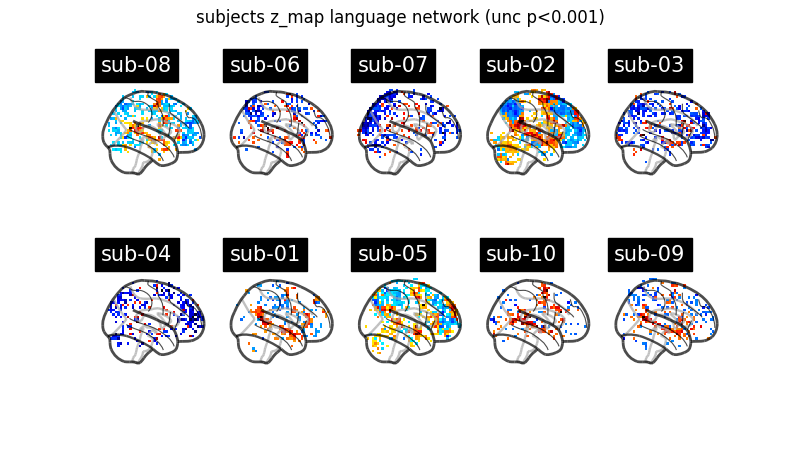 subjects z_map language network (unc p<0.001)
sub-08 sub-06 sub-07 sub-02 sub-03
sub-04 sub-01 sub-05 sub-10 sub-09